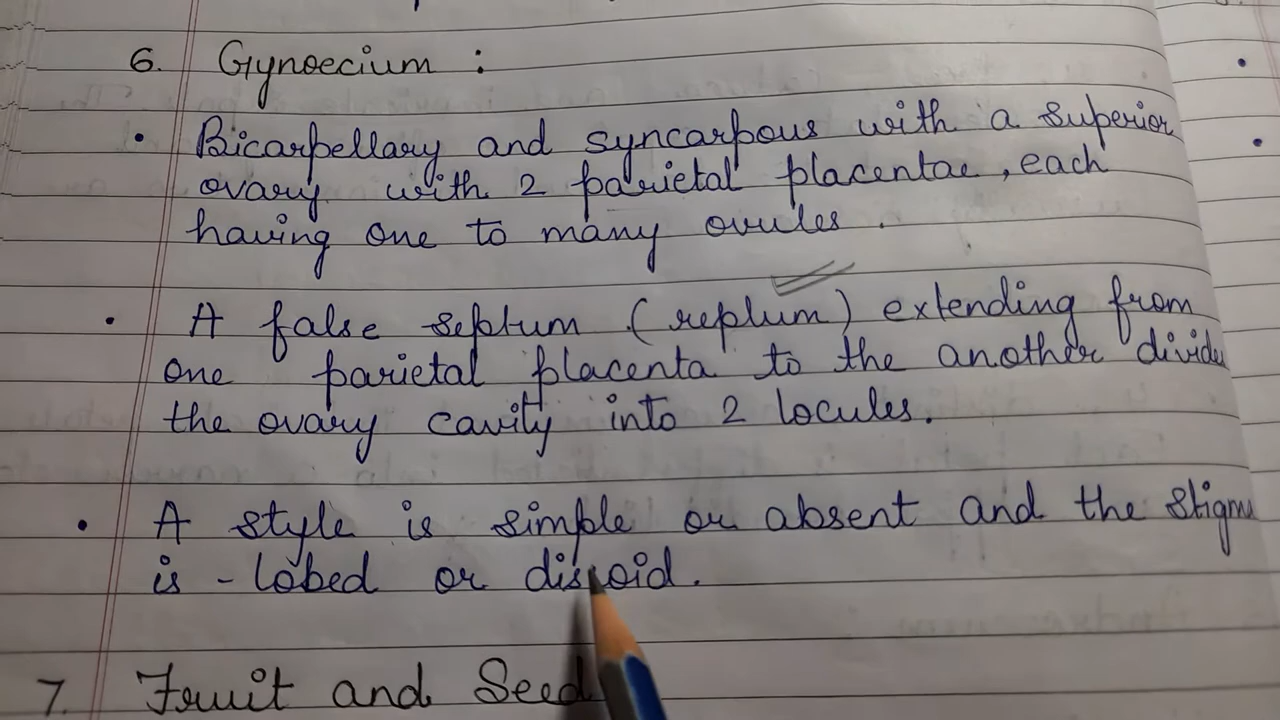 6. Gynoecium :
• Bicarpellary and syncarpous with a superior
ovary with 2 parietal placentae, each
having one to many ovules.
• A false septum (replum) extending from
one parietal placenta to the another divide
the ovary cavity into 2 locules.
• A style is simple or absent and the stigma
is - lobed or discoid.
7. Fruit and Seed